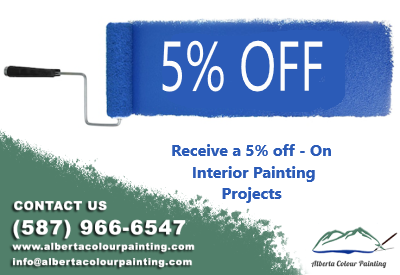 5% OFF
Receive a 5% off - On
Interior Painting
Projects
CONTACT US
(587) 966-6547
www.albertacolourpainting.com
info@albertacolourpainting.com
Alberta Colour Painting